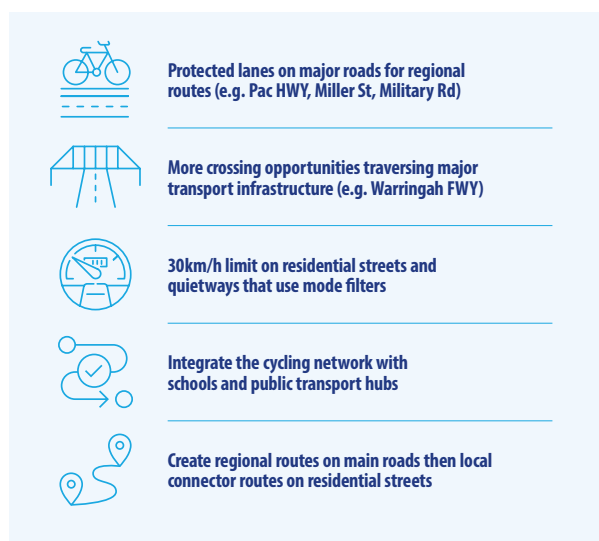 Protected lanes on major roads for regional
routes (e.g. Pac HWY, Miller St, Military Rd)
More crossing opportunities traversing major
transport infrastructure (e.g. Warringah FWY)
30km/h limit on residential streets and
quietways that use mode filters
Integrate the cycling network with
schools and public transport hubs
Create regional routes on main roads then local
connector routes on residential streets